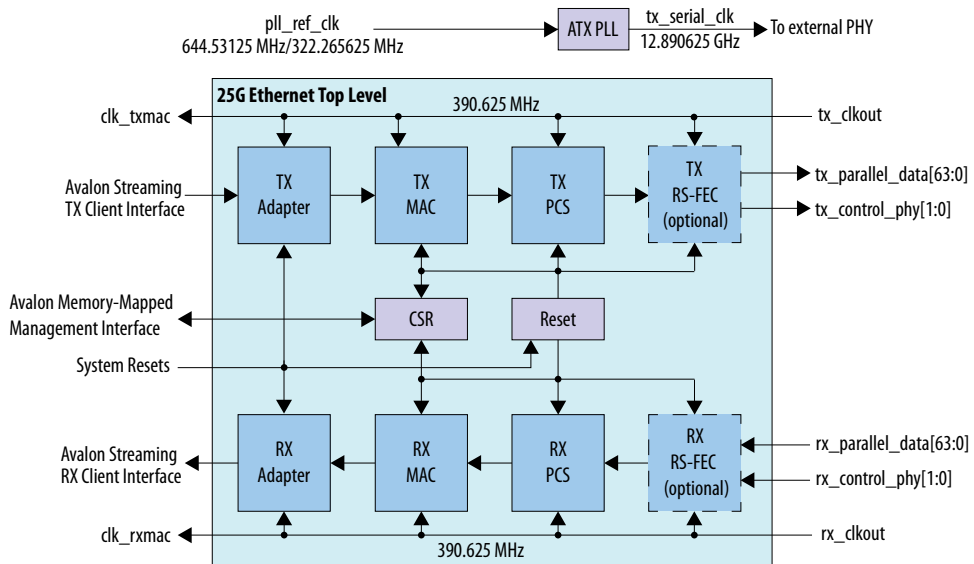 pll_ref_clk
644.53125 MHz/322.265625 MHz
ATX PLL
tx_serial_clk
12.890625 GHz
To external PHY
25G Ethernet Top Level
390.625 MHz
clk_txmac
tx_clkout
Avalon Streaming
TX Client Interface
TX
Adapter
TX
MAC
TX
PCS
TX
RS-FEC
(optional)
tx_parallel_data[63:0]
tx_control_phy[1:0]
Avalon Memory-Mapped
Management Interface
CSR
Reset
System Resets
Avalon Streaming
RX Client Interface
RX
Adapter
RX
MAC
RX
PCS
RX
RS-FEC
(optional)
rx_parallel_data[63:0]
rx_control_phy[1:0]
clk_rxmac
390.625 MHz
rx_clkout